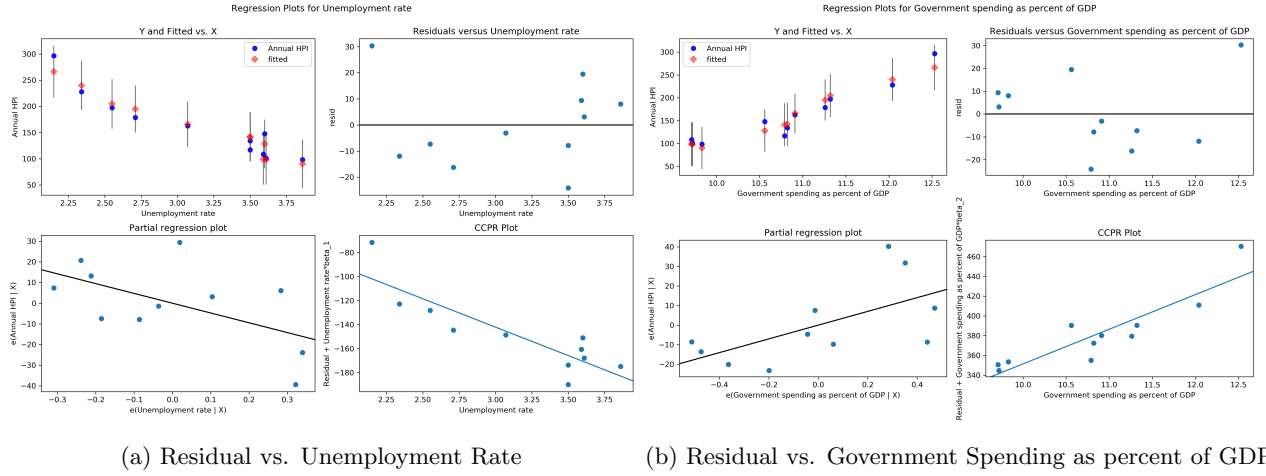 Regression Plots for Unemployment rate
Y and Fitted vs. X
Annual HPI
fitted
300
250
200
150
100
50
Annual HPI
2.25 2.50 2.75 3.00 3.25 3.50 3.75
Unemployment rate
Residuals versus Unemployment rate
30
20
10
0
−10
−20
resid
2.25 2.50 2.75 3.00 3.25 3.50 3.75
Unemployment rate
Partial regression plot
30
20
10
0
−10
−20
−30
−40
e(Annual HPI | X)
−0.3 −0.2 −0.1 0.0 0.1 0.2 0.3
e(Unemployment rate | X)
CCPR Plot
−80
−100
−120
−140
−160
−180
Residual + Unemployment rate*beta_1
2.25 2.50 2.75 3.00 3.25 3.50 3.75
Unemployment rate
(a) Residual vs. Unemployment Rate
Regression Plots for Government spending as percent of GDP
Y and Fitted vs. X
Annual HPI
fitted
300
250
200
150
100
50
Annual HPI
10.0 10.5 11.0 11.5 12.0 12.5
Government spending as percent of GDP
Residuals versus Government spending as percent of GDP
30
20
10
0
−10
−20
resid
10.0 10.5 11.0 11.5 12.0 12.5
Government spending as percent of GDP
Partial regression plot
40
30
20
10
0
−10
−20
e(Annual HPI | X)
−0.4 −0.2 0.0 0.2 0.4
e(Government spending as percent of GDP | X)
CCPR Plot
460
440
420
400
380
360
340
Residual + Government spending as percent of GDP*beta_2
10.0 10.5 11.0 11.5 12.0 12.5
Government spending as percent of GDP
(b) Residual vs. Government Spending as percent of GDP